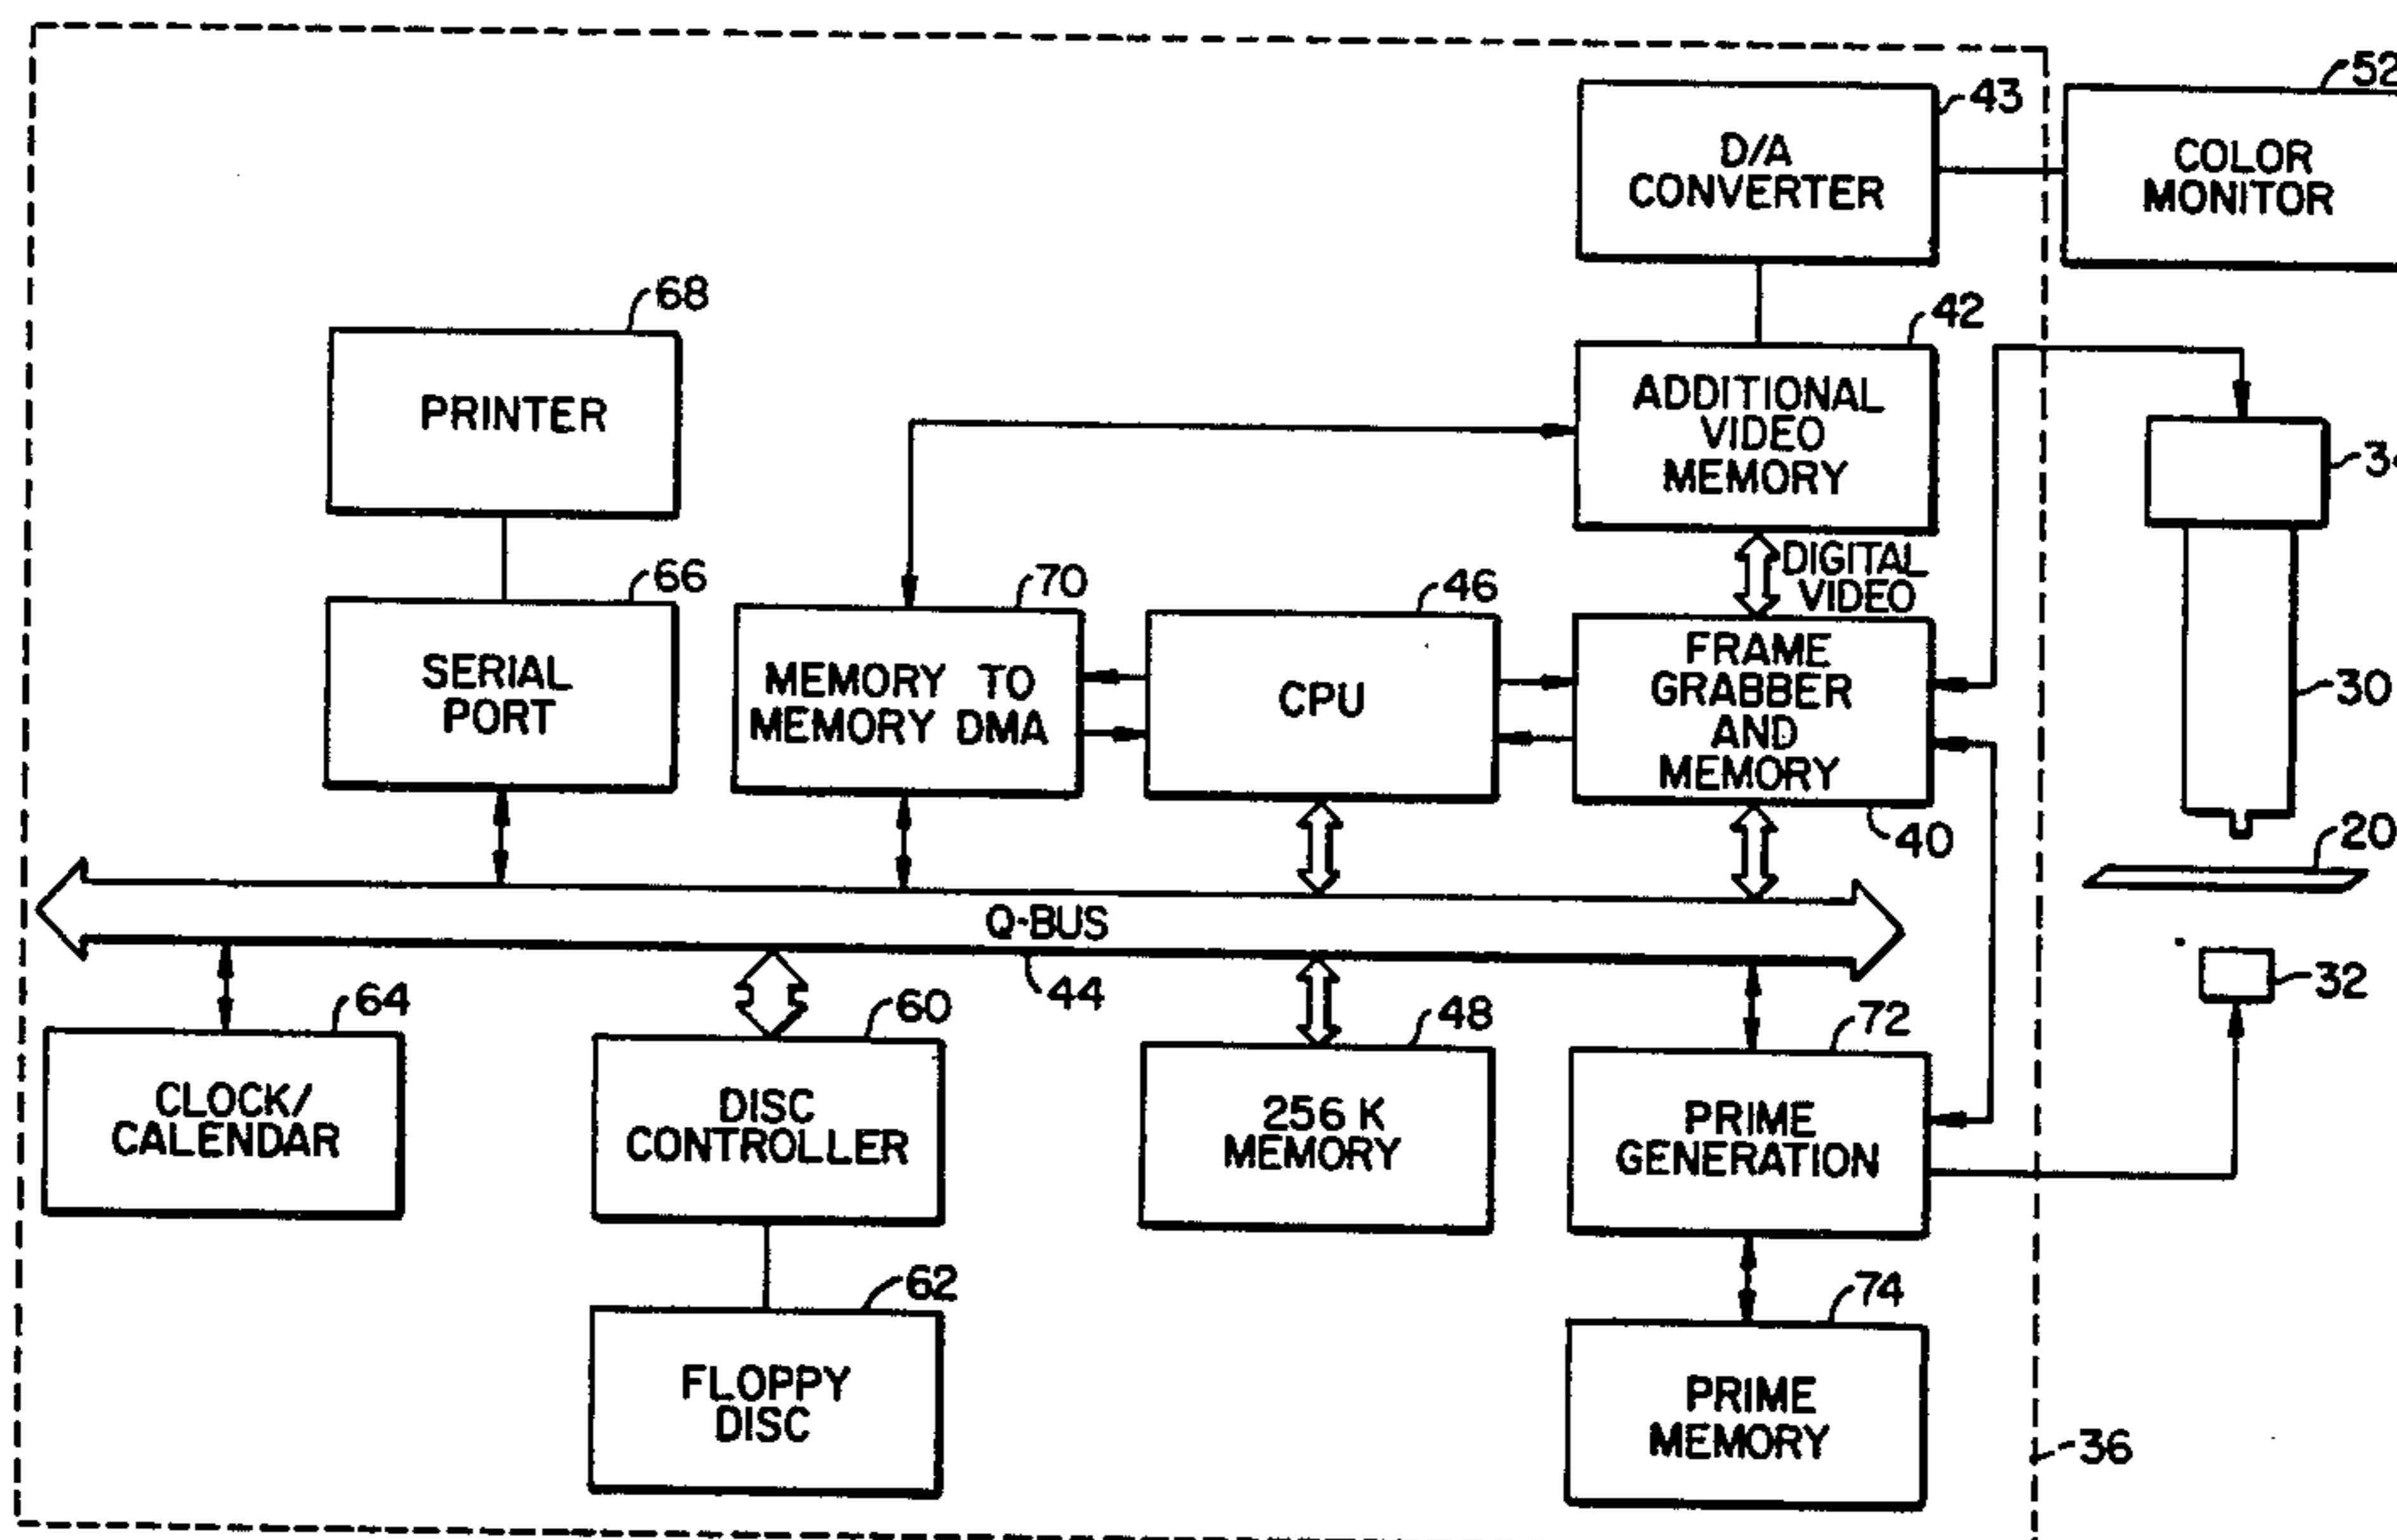 52
43
D/A
CONVERTER
COLOR
MONITOR
68
42
PRINTER
ADDITIONAL
VIDEO
MEMORY
66
70
46
DIGITAL
VIDEO
SERIAL
PORT
MEMORY TO
MEMORY DMA
CPU
FRAME
GRABBER
AND
MEMORY
30
40
20
Q-BUS
44
32
64
60
48
72
CLOCK/
CALENDAR
DISC
CONTROLLER
256 K
MEMORY
PRIME
GENERATION
62
74
FLOPPY
DISC
PRIME
MEMORY
36